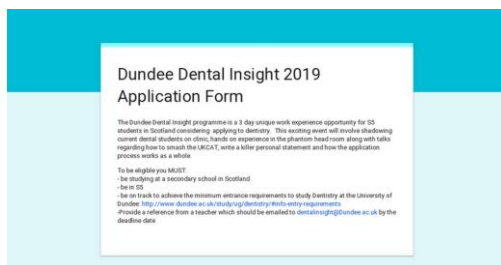 Dundee Dental Insight 2019
Application Form
The Dundee Dental Insight programme is a 3 day unique work experience opportunity for S5
students in Scotland considering applying to dentistry. This exciting event will involve shadowing
current dental students on clinic, hands on experience in the phantom head room along with talks
regarding how to smash the UKCAT, write a killer personal statement and how the application
process works as a whole.
To be eligible you MUST:
- be studying at a secondary school in Scotland
- be in S5
- be on track to achieve the minimum entrance requirements to study Dentistry at the University of
Dundee: http://www.dundee.ac.uk/study/ug/dentistry/#info-entry-requirements
-Provide a reference from a teacher which should be emailed to dentalinsight@Dundee.ac.uk by the
deadline date